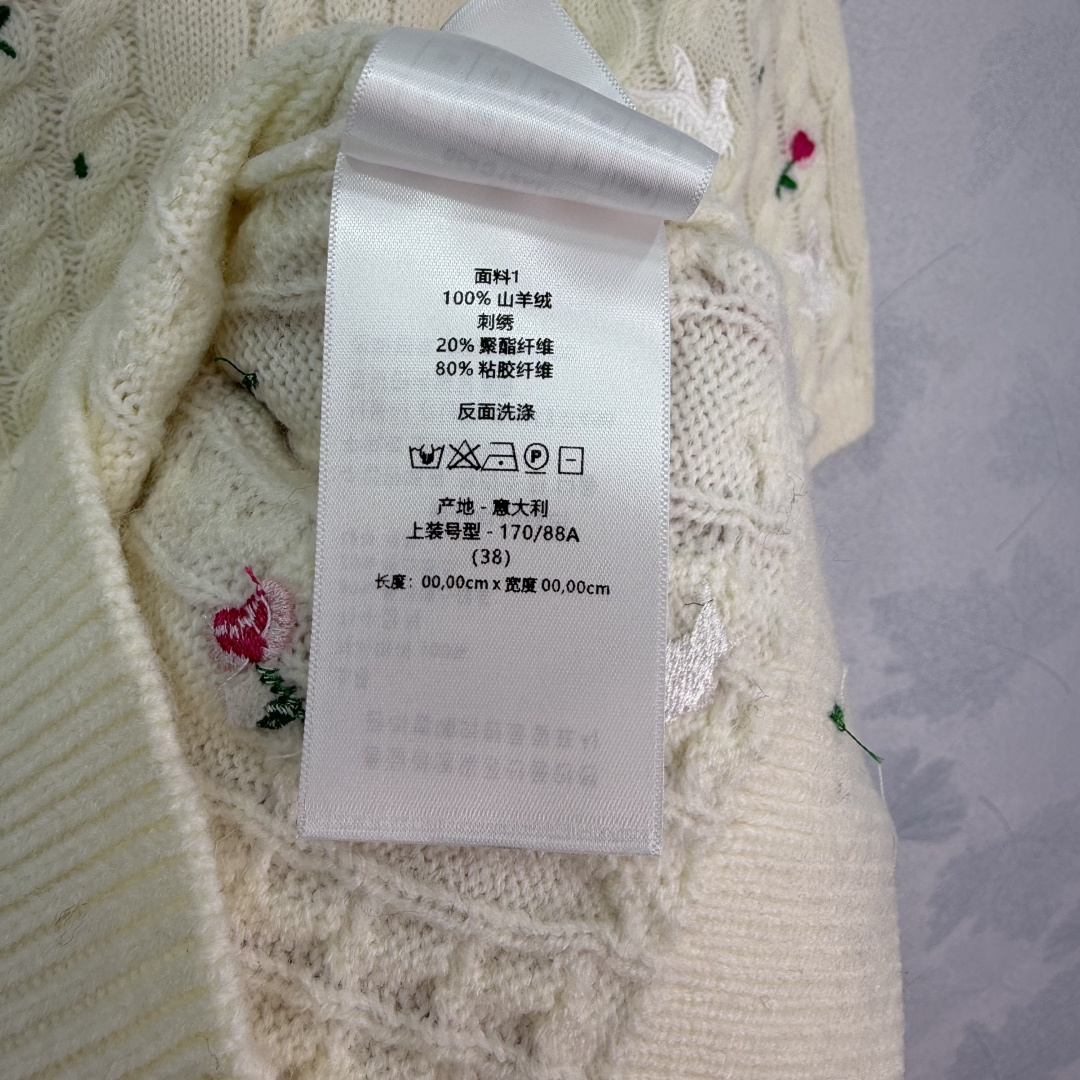 面料1
100% 山羊绒
刺绣
20% 聚酯纤维
80% 粘胶纤维
反面洗涤
P
产地 - 意大利
上装号型 - 170/88A
(38)
长度: 00,00cm x 宽度 00,00cm